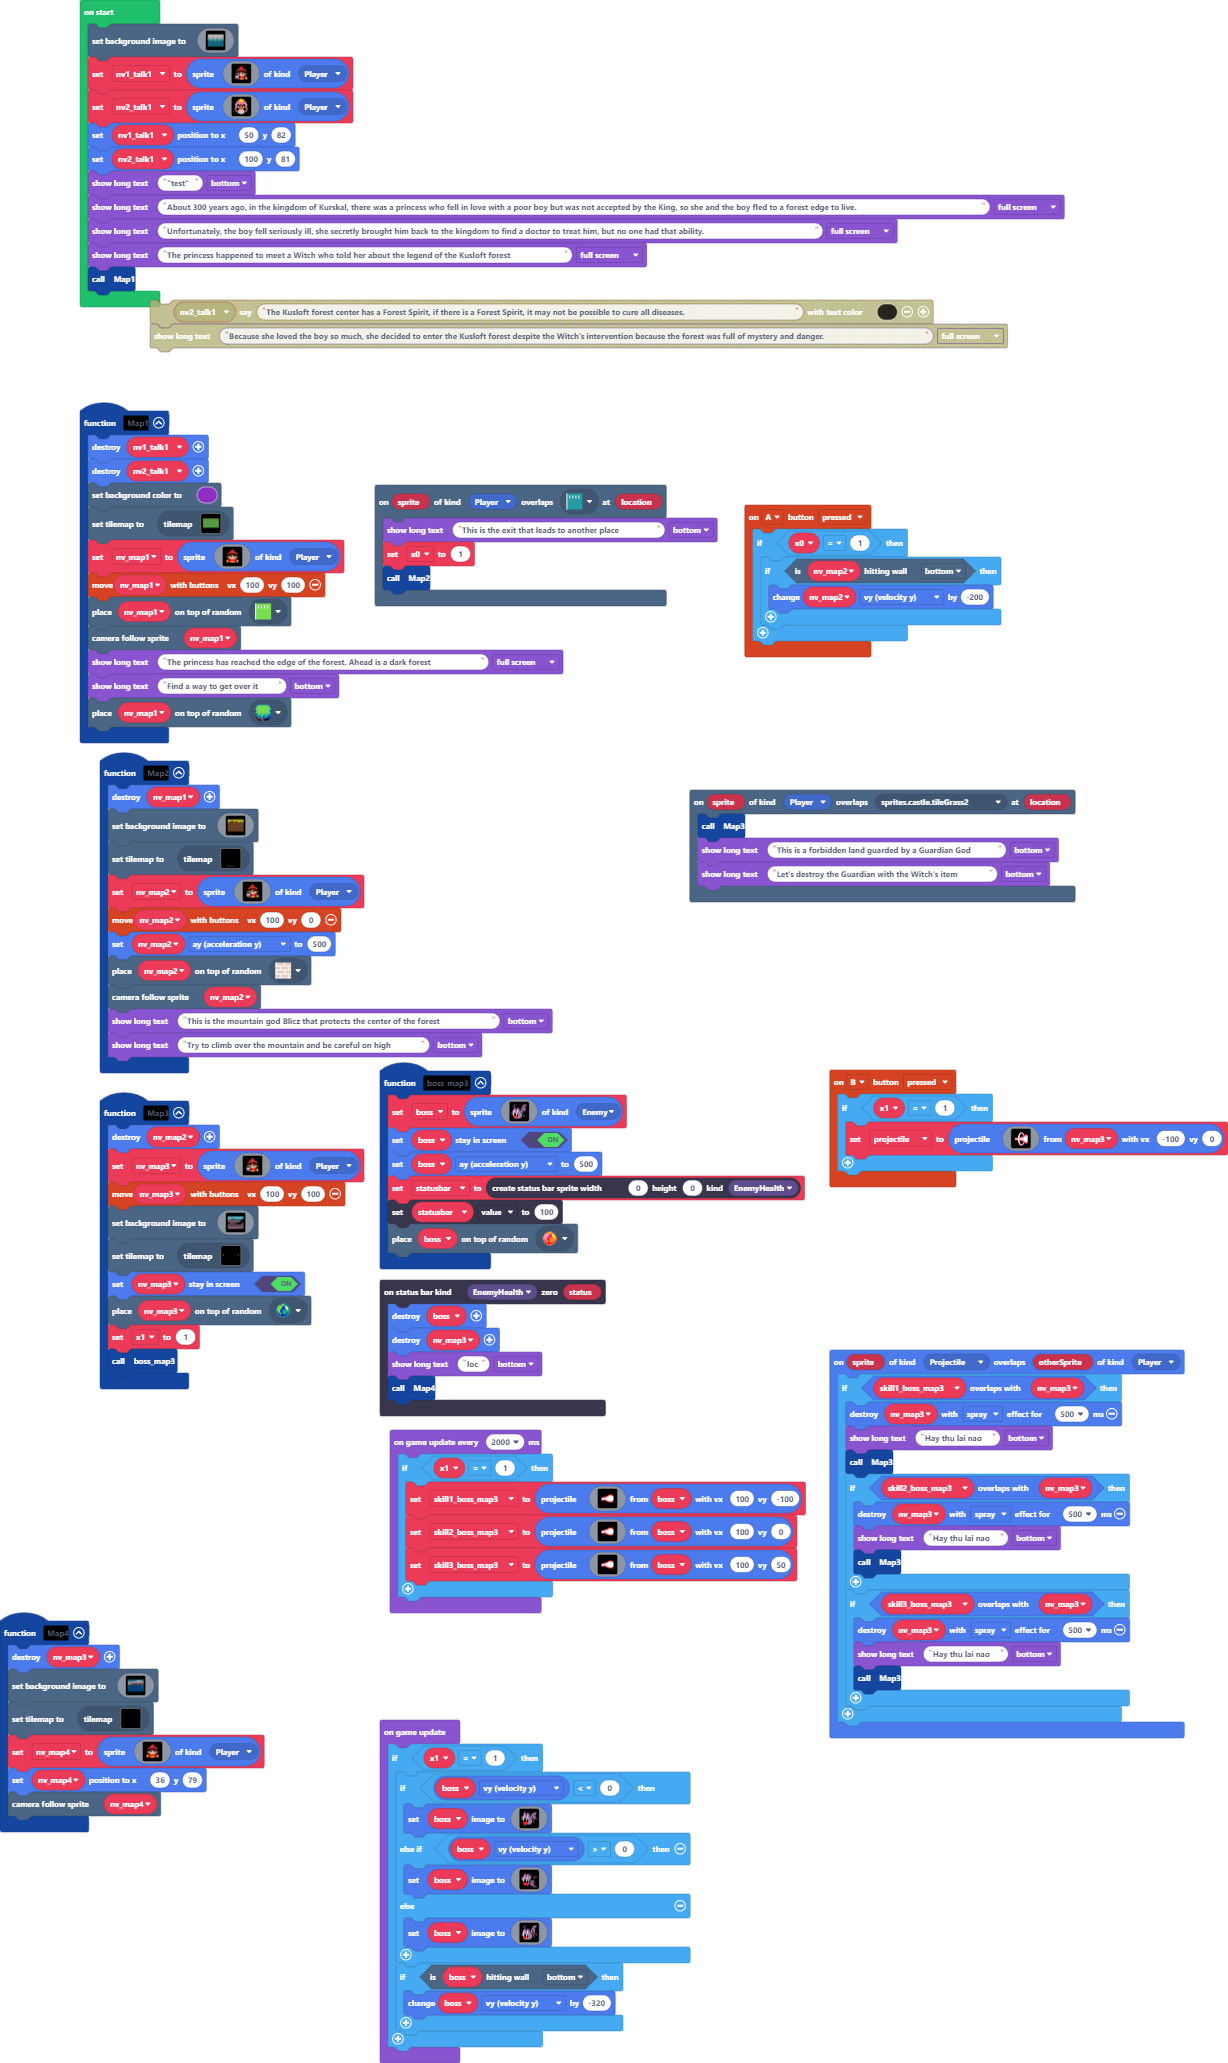 on start
set background image to
set nv1_talk1 to sprite of kind Player
set nv2_talk1 to sprite of kind Player
set nv1_talk1 position to x 50 y 82
set nv2_talk1 position to x 100 y 81
show long text ""test"" bottom
show long text "About 300 years ago, in the kingdom of Kurskal, there was a princess who fell in love with a poor boy but was not accepted by the King, so she and the boy fled to a forest edge to live." full screen
show long text "Unfortunately, the boy fell seriously ill, she secretly brought him back to the kingdom to find a doctor to treat him, but no one had that ability." full screen
show long text "The princess happened to meet a Witch who told her about the legend of the Kusloft forest" full screen
call Map1
nv2_talk1 say "The Kusloft forest center has a Forest Spirit, if there is a Forest Spirit, it may not be possible to cure all diseases." with text color
show long text "Because she loved the boy so much, she decided to enter the Kusloft forest despite the Witch's intervention because the forest was full of mystery and danger." full screen
function Map1
destroy nv1_talk1
destroy nv2_talk1
set background color to
set tilemap to tilemap
set nv_map1 to sprite of kind Player
move nv_map1 with buttons vx 100 vy 100
place nv_map1 on top of random
camera follow sprite nv_map1
show long text "The princess has reached the edge of the forest. Ahead is a dark forest" full screen
show long text "Find a way to get over it" bottom
place nv_map1 on top of random
on sprite of kind Player overlaps at location
show long text "This is the exit that leads to another place" bottom
set x0 to 1
call Map2
on A button pressed
if x0 = 1 then
if is nv_map2 hitting wall bottom then
change nv_map2 vy (velocity y) by -200
function Map2
destroy nv_map1
set background image to
set tilemap to tilemap
set nv_map2 to sprite of kind Player
move nv_map2 with buttons vx 100 vy 0
set nv_map2 ay (acceleration y) to 500
place nv_map2 on top of random
camera follow sprite nv_map2
show long text "This is the mountain god Blicz that protects the center of the forest" bottom
show long text "Try to climb over the mountain and be careful on high" bottom
on sprite of kind Player overlaps sprites.castle.tileGrass2 at location
call Map3
show long text "This is a forbidden land guarded by a Guardian God" bottom
show long text "Let's destroy the Guardian with the Witch's item" bottom
function Map3
destroy nv_map2
set nv_map3 to sprite of kind Player
move nv_map3 with buttons vx 100 vy 100
set background image to
set tilemap to tilemap
set nv_map3 stay in screen ON
place nv_map3 on top of random
set x1 to 1
call boss_map3
function boss_map3
set boss to sprite of kind Enemy
set boss stay in screen ON
set boss ay (acceleration y) to 500
set statusbar to create status bar sprite width 0 height 0 kind EnemyHealth
set statusbar value to 100
place boss on top of random
on B button pressed
if x1 = 1 then
set projectile to projectile from nv_map3 with vx -100 vy 0
on status bar kind EnemyHealth zero status
destroy boss
destroy nv_map3
show long text "loc" bottom
call Map4
on game update every 2000 ms
if x1 = 1 then
set skill1_boss_map3 to projectile from boss with vx 100 vy -100
set skill2_boss_map3 to projectile from boss with vx 100 vy 0
set skill3_boss_map3 to projectile from boss with vx 100 vy 50
on sprite of kind Projectile overlaps otherSprite of kind Player
if skill1_boss_map3 overlaps with nv_map3 then
destroy nv_map3 with spray effect for 500 ms
show long text "Hay thu lai nao" bottom
call Map3
if skill2_boss_map3 overlaps with nv_map3 then
destroy nv_map3 with spray effect for 500 ms
show long text "Hay thu lai nao" bottom
call Map3
if skill3_boss_map3 overlaps with nv_map3 then
destroy nv_map3 with spray effect for 500 ms
show long text "Hay thu lai nao" bottom
call Map3
function Map4
destroy nv_map3
set background image to
set tilemap to tilemap
set nv_map4 to sprite of kind Player
set nv_map4 position to x 36 y 79
camera follow sprite nv_map4
on game update
if x1 = 1 then
if boss vy (velocity y) < 0 then
set boss image to
else if boss vy (velocity y) > 0 then
set boss image to
else
set boss image to
if is boss hitting wall bottom then
change boss vy (velocity y) by -320